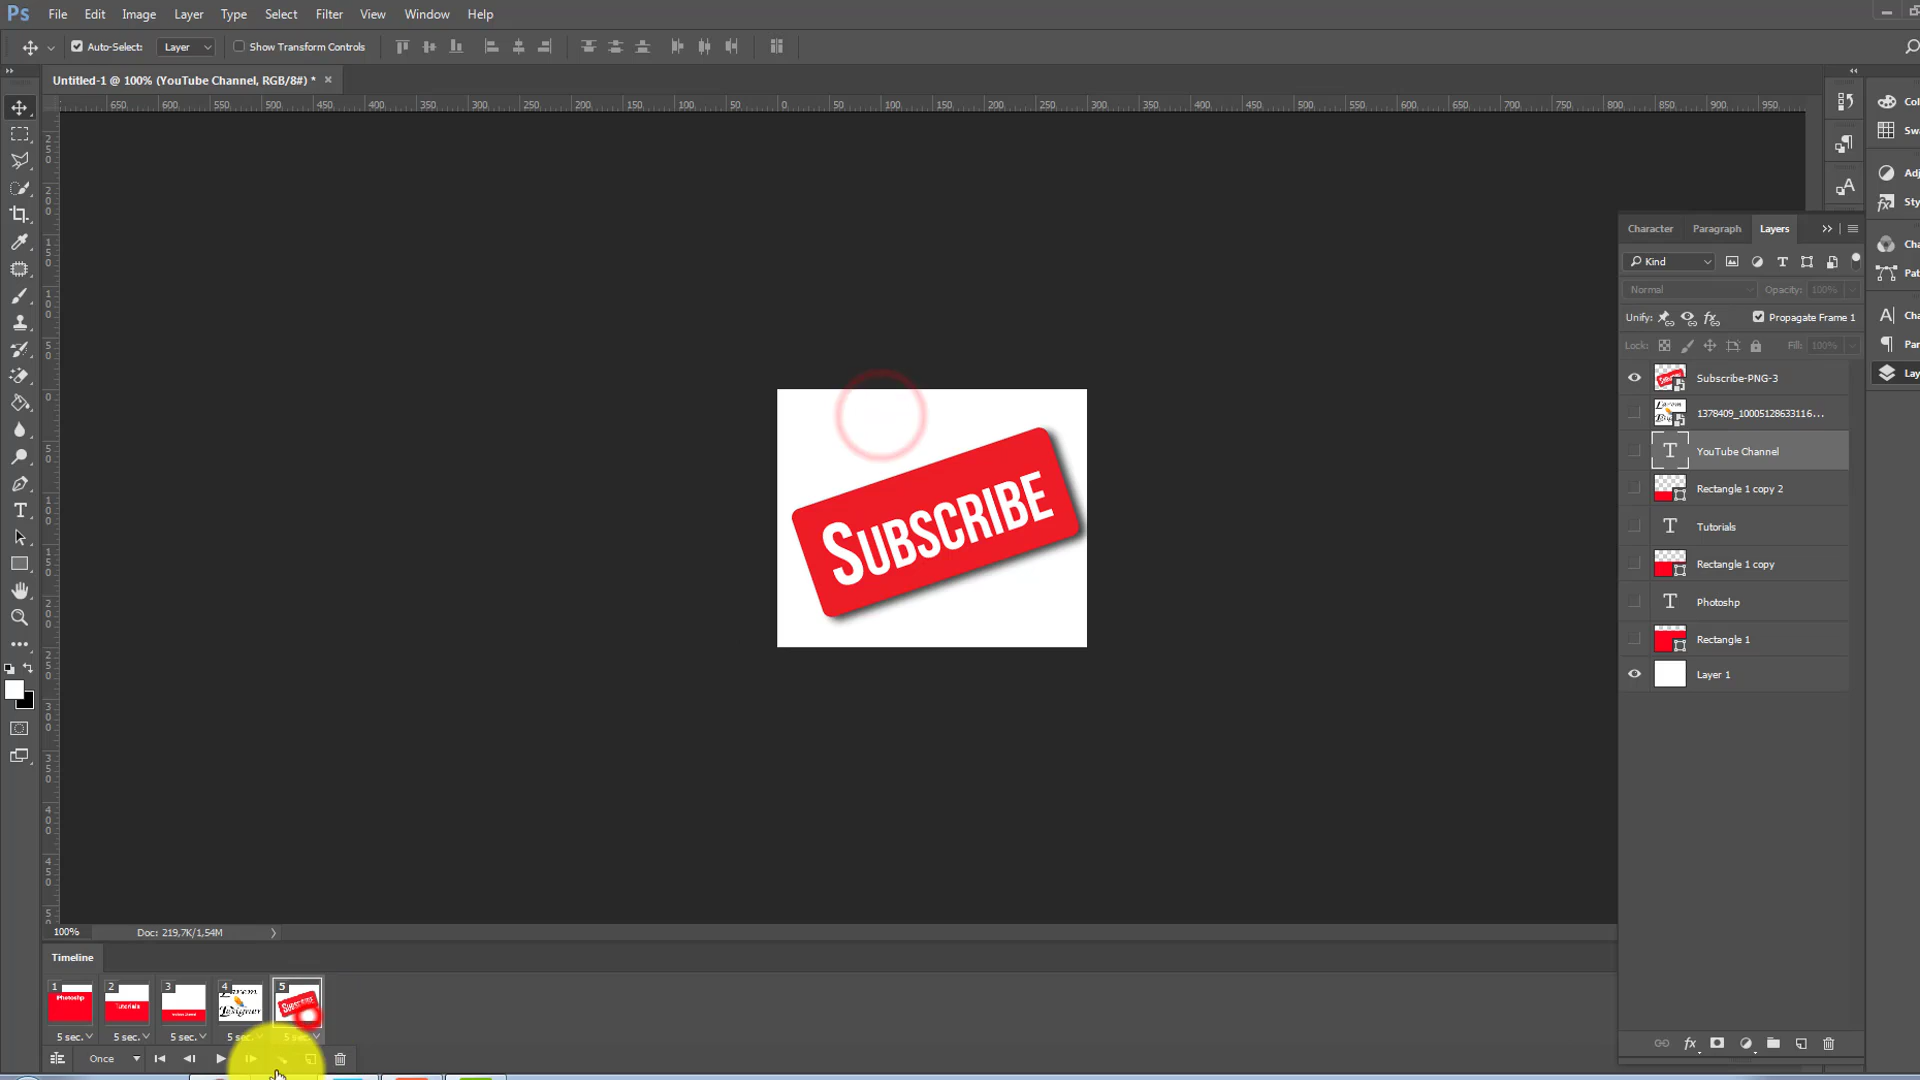 Ps File Edit Image Layer Type Select Filter View Window Help
Auto-Select: Layer Show Transform Controls
Untitled-1 @ 100% (YouTube Channel, RGB/8#) * ×
650 600 550 500 450 400 350 300 250 200 150 100 50 0 50 100 150 200 250 300 350 400 450 500 550 600 650 700 750 800 850 900 950
SUBSCRIBE
Character Paragraph Layers
Kind
Normal Opacity: 100%
Unify: Propagate Frame 1
Lock: Fill: 100%
Subscribe-PNG-3
1378409_10005128633116...
YouTube Channel
Rectangle 1 copy 2
Tutorials
Rectangle 1 copy
Photoshp
Rectangle 1
Layer 1
100% Doc: 219,7K/1,54M
Timeline
1 2 3 4 5
Photoshp Tutorials SUBSCRIBE
5 sec. 5 sec. 5 sec. 5 sec. 5 sec.
Once